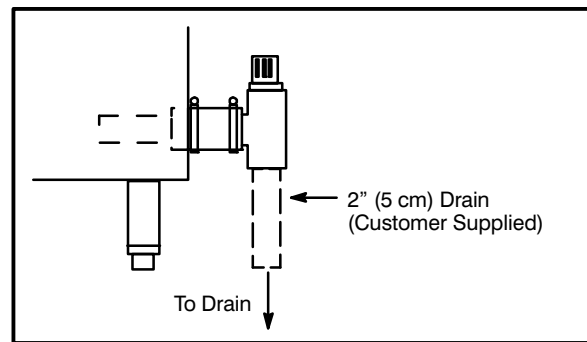 2” (5 cm) Drain
(Customer Supplied)
To Drain